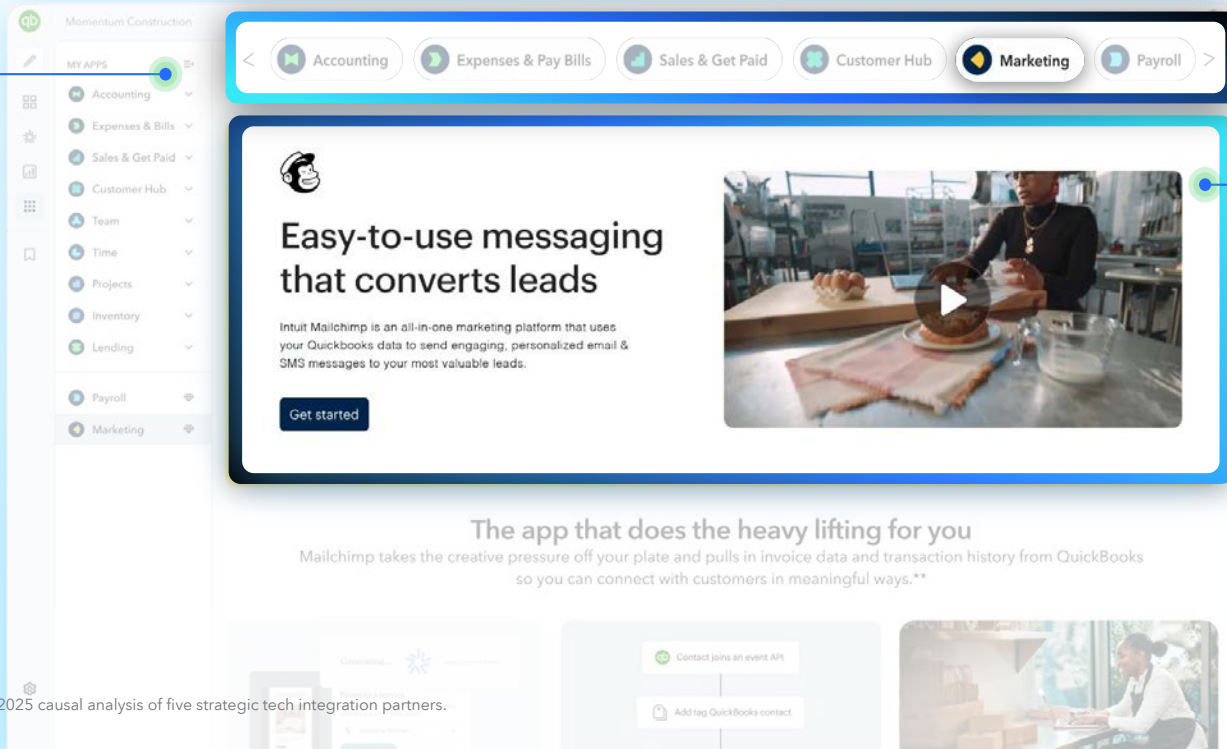 qb
Momentum Construction
MY APPS
Accounting
Expenses & Bills
Sales & Get Paid
Customer Hub
Team
Time
Projects
Inventory
Lending
Payroll
Marketing
Accounting
Expenses & Pay Bills
Sales & Get Paid
Customer Hub
Marketing
Payroll
Easy-to-use messaging
that converts leads
Intuit Mailchimp is an all-in-one marketing platform that uses
your Quickbooks data to send engaging, personalized email &
SMS messages to your most valuable leads.
Get started
The app that does the heavy lifting for you
Mailchimp takes the creative pressure off your plate and pulls in invoice data and transaction history from QuickBooks
so you can connect with customers in meaningful ways.**
Generating...
qb
Contact joins an event API
Add tag QuickBooks contact
2025 causal analysis of five strategic tech integration partners.